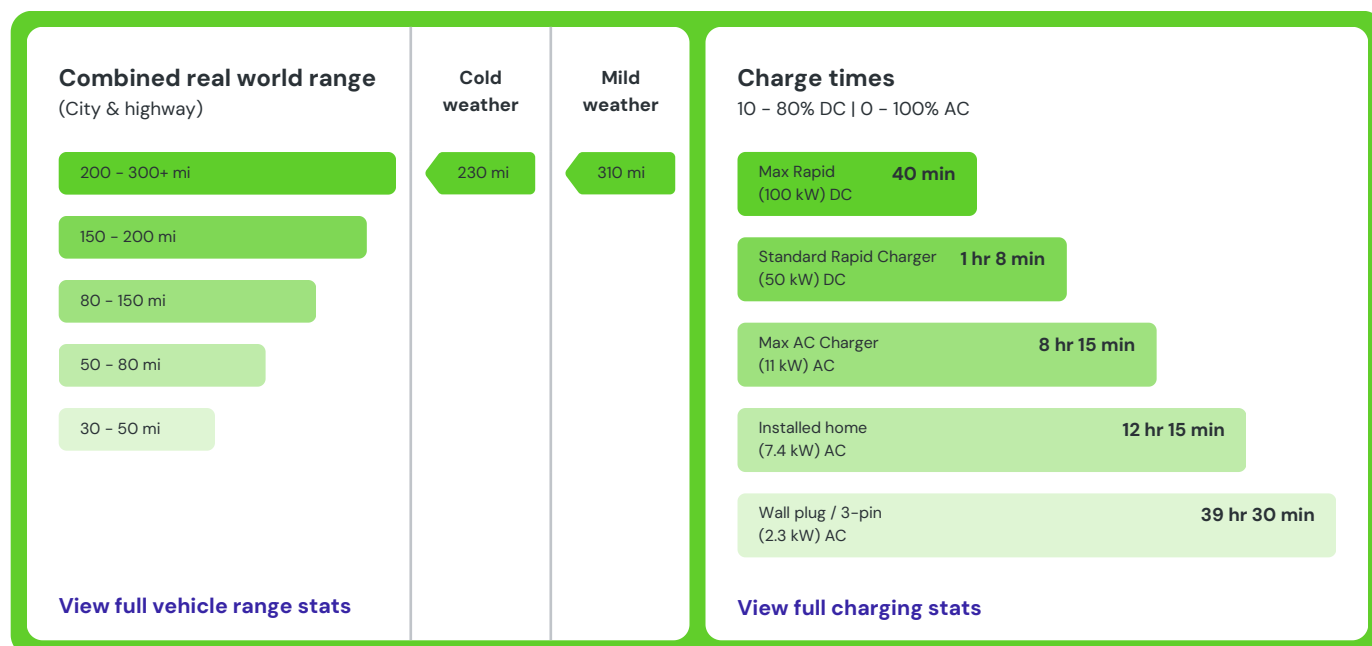 Combined real world range
(City & highway)
Cold
weather
Mild
weather
200 - 300+ mi
230 mi
310 mi
150 - 200 mi
80 - 150 mi
50 - 80 mi
30 - 50 mi
View full vehicle range stats
Charge times
10 - 80% DC | 0 - 100% AC
Max Rapid
(100 kW) DC
40 min
Standard Rapid Charger
(50 kW) DC
1 hr 8 min
Max AC Charger
(11 kW) AC
8 hr 15 min
Installed home
(7.4 kW) AC
12 hr 15 min
Wall plug / 3-pin
(2.3 kW) AC
39 hr 30 min
View full charging stats